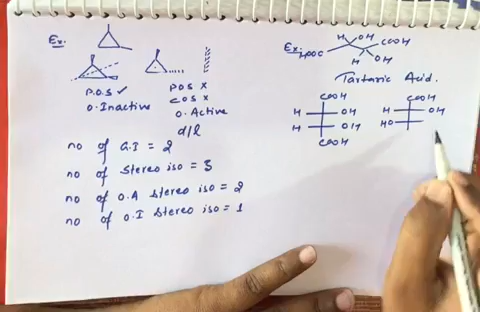 Ex.
P.O.S ✓
O.Inactive
POS X
COS X
O.Active
d/l
no of G.I = 2
no of Stereo iso = 3
no of O.A Stereo iso = 2
no of O.I Stereo iso = 1
Ex.
H OH COOH
HOOC H OH
Tartaric Acid.
COOH
H OH
H OH
COOH
COOH
H OH
HO